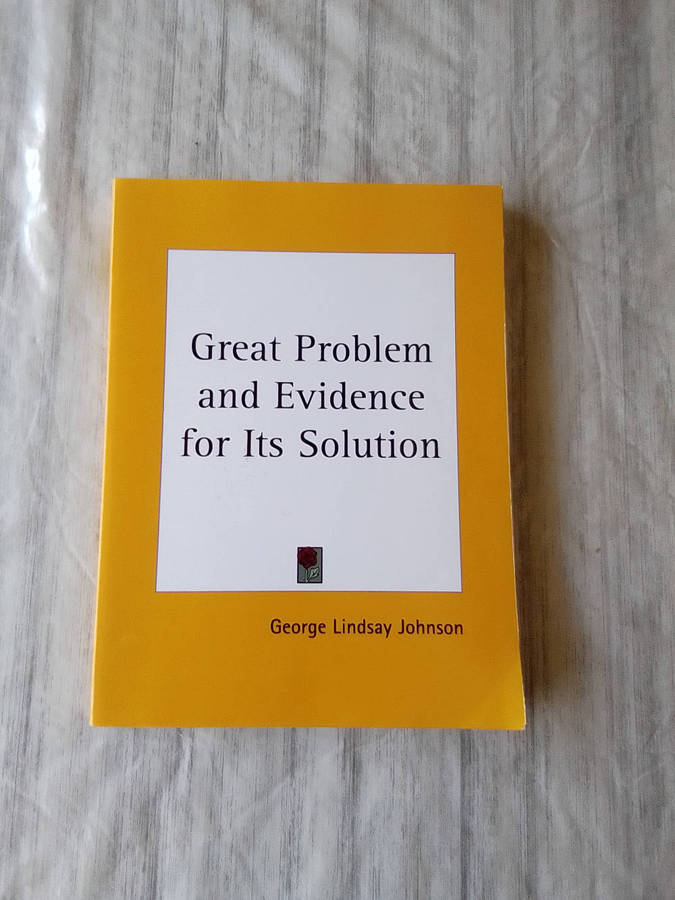 Great Problem
and Evidence
for Its Solution
George Lindsay Johnson